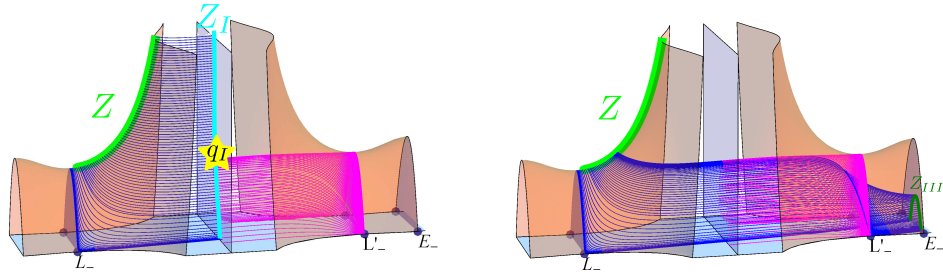 Z_I
Z
q_I
L_-
L'_-
E_-
Z
Z_{III}
L_-
L'_-
E_-